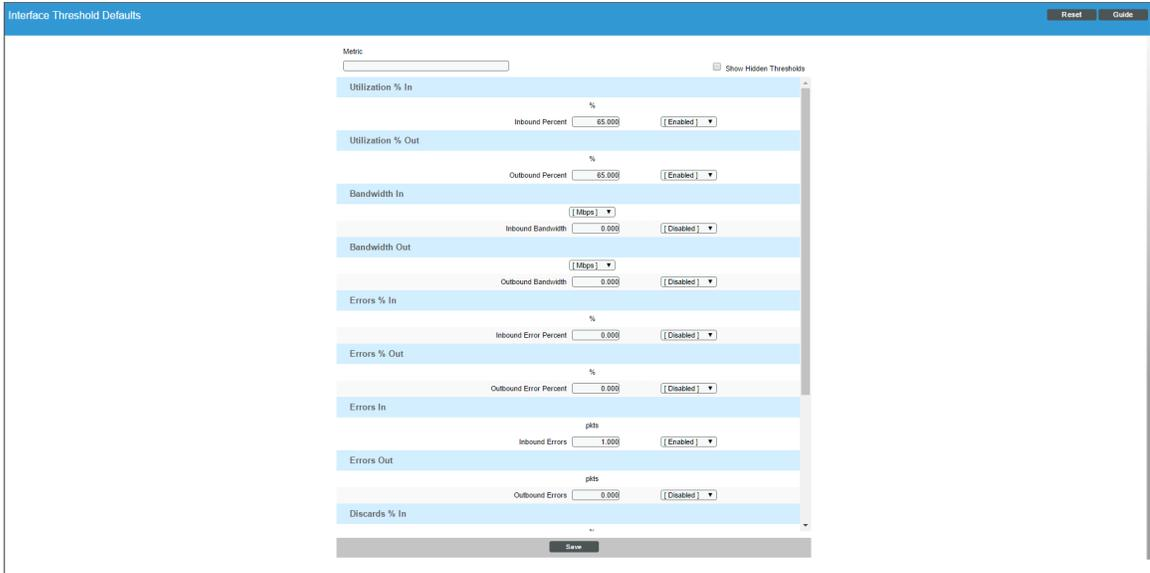 Interface Threshold Defaults
Reset Guide
Metric
Show Hidden Thresholds
Utilization % In
%
Inbound Percent 65.000 [ Enabled ]
Utilization % Out
%
Outbound Percent 65.000 [ Enabled ]
Bandwidth In
[ Mbps ]
Inbound Bandwidth 0.000 [ Disabled ]
Bandwidth Out
[ Mbps ]
Outbound Bandwidth 0.000 [ Disabled ]
Errors % In
%
Inbound Error Percent 0.000 [ Disabled ]
Errors % Out
%
Outbound Error Percent 0.000 [ Disabled ]
Errors In
pkts
Inbound Errors 1.000 [ Enabled ]
Errors Out
pkts
Outbound Errors 0.000 [ Disabled ]
Discards % In
%
Save